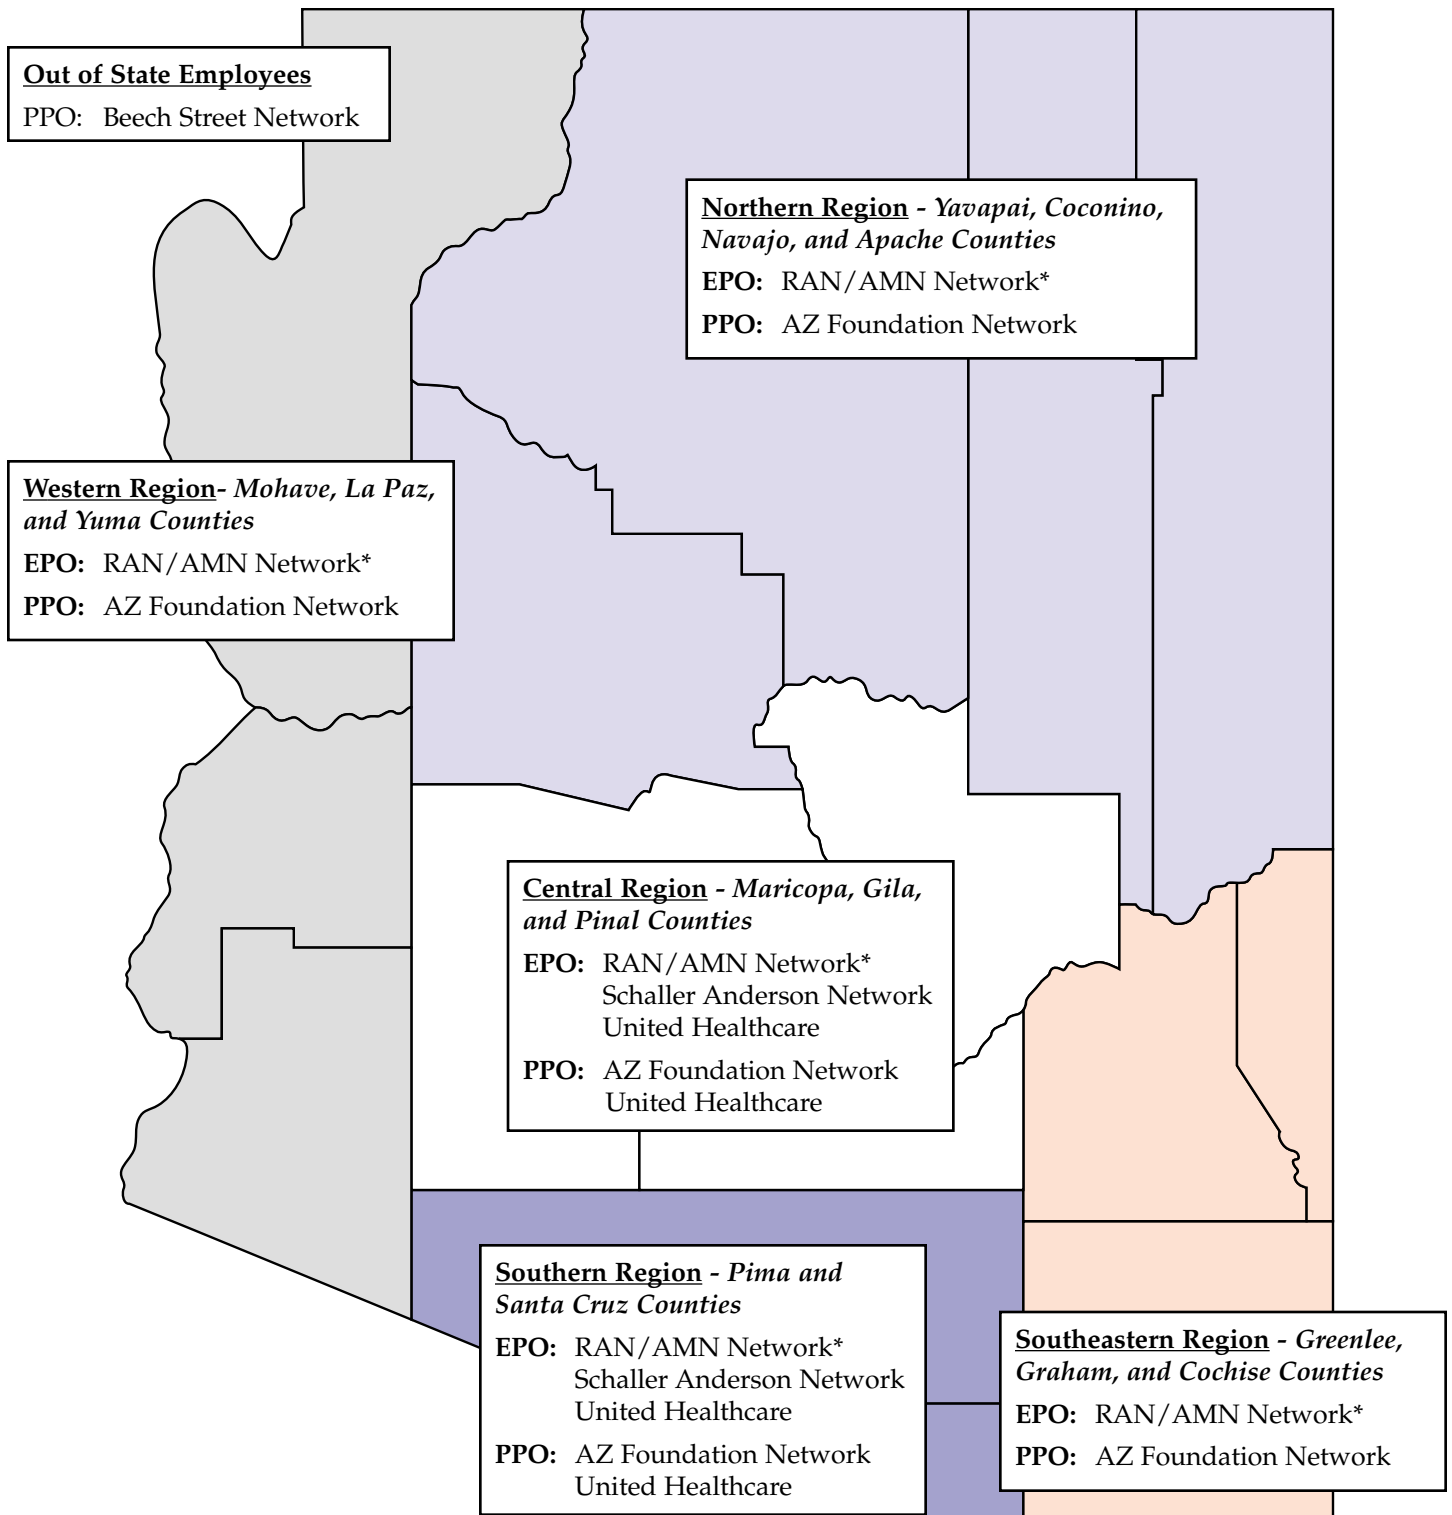 Out of State Employees
PPO: Beech Street Network
Northern Region - Yavapai, Coconino,
Navajo, and Apache Counties
EPO: RAN/AMN Network*
PPO: AZ Foundation Network
Western Region- Mohave, La Paz,
and Yuma Counties
EPO: RAN/AMN Network*
PPO: AZ Foundation Network
Central Region - Maricopa, Gila,
and Pinal Counties
EPO: RAN/AMN Network*
Schaller Anderson Network
United Healthcare
PPO: AZ Foundation Network
United Healthcare
Southern Region - Pima and
Santa Cruz Counties
EPO: RAN/AMN Network*
Schaller Anderson Network
United Healthcare
PPO: AZ Foundation Network
United Healthcare
Southeastern Region - Greenlee,
Graham, and Cochise Counties
EPO: RAN/AMN Network*
PPO: AZ Foundation Network